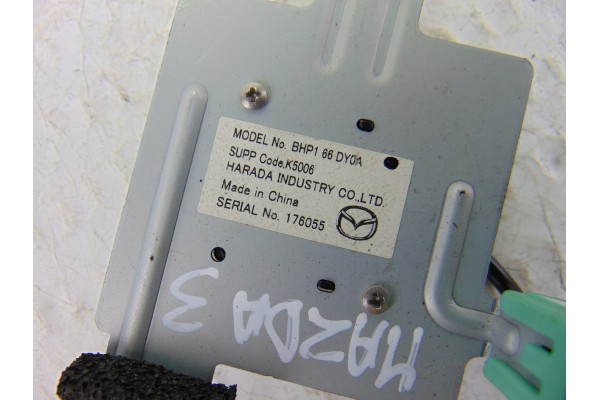 MODEL No. BHP1 66 DY0A
SUPP Code.K5006
HARADA INDUSTRY CO.,LTD.
Made in China
SERIAL No. 176055
MAZDA 3